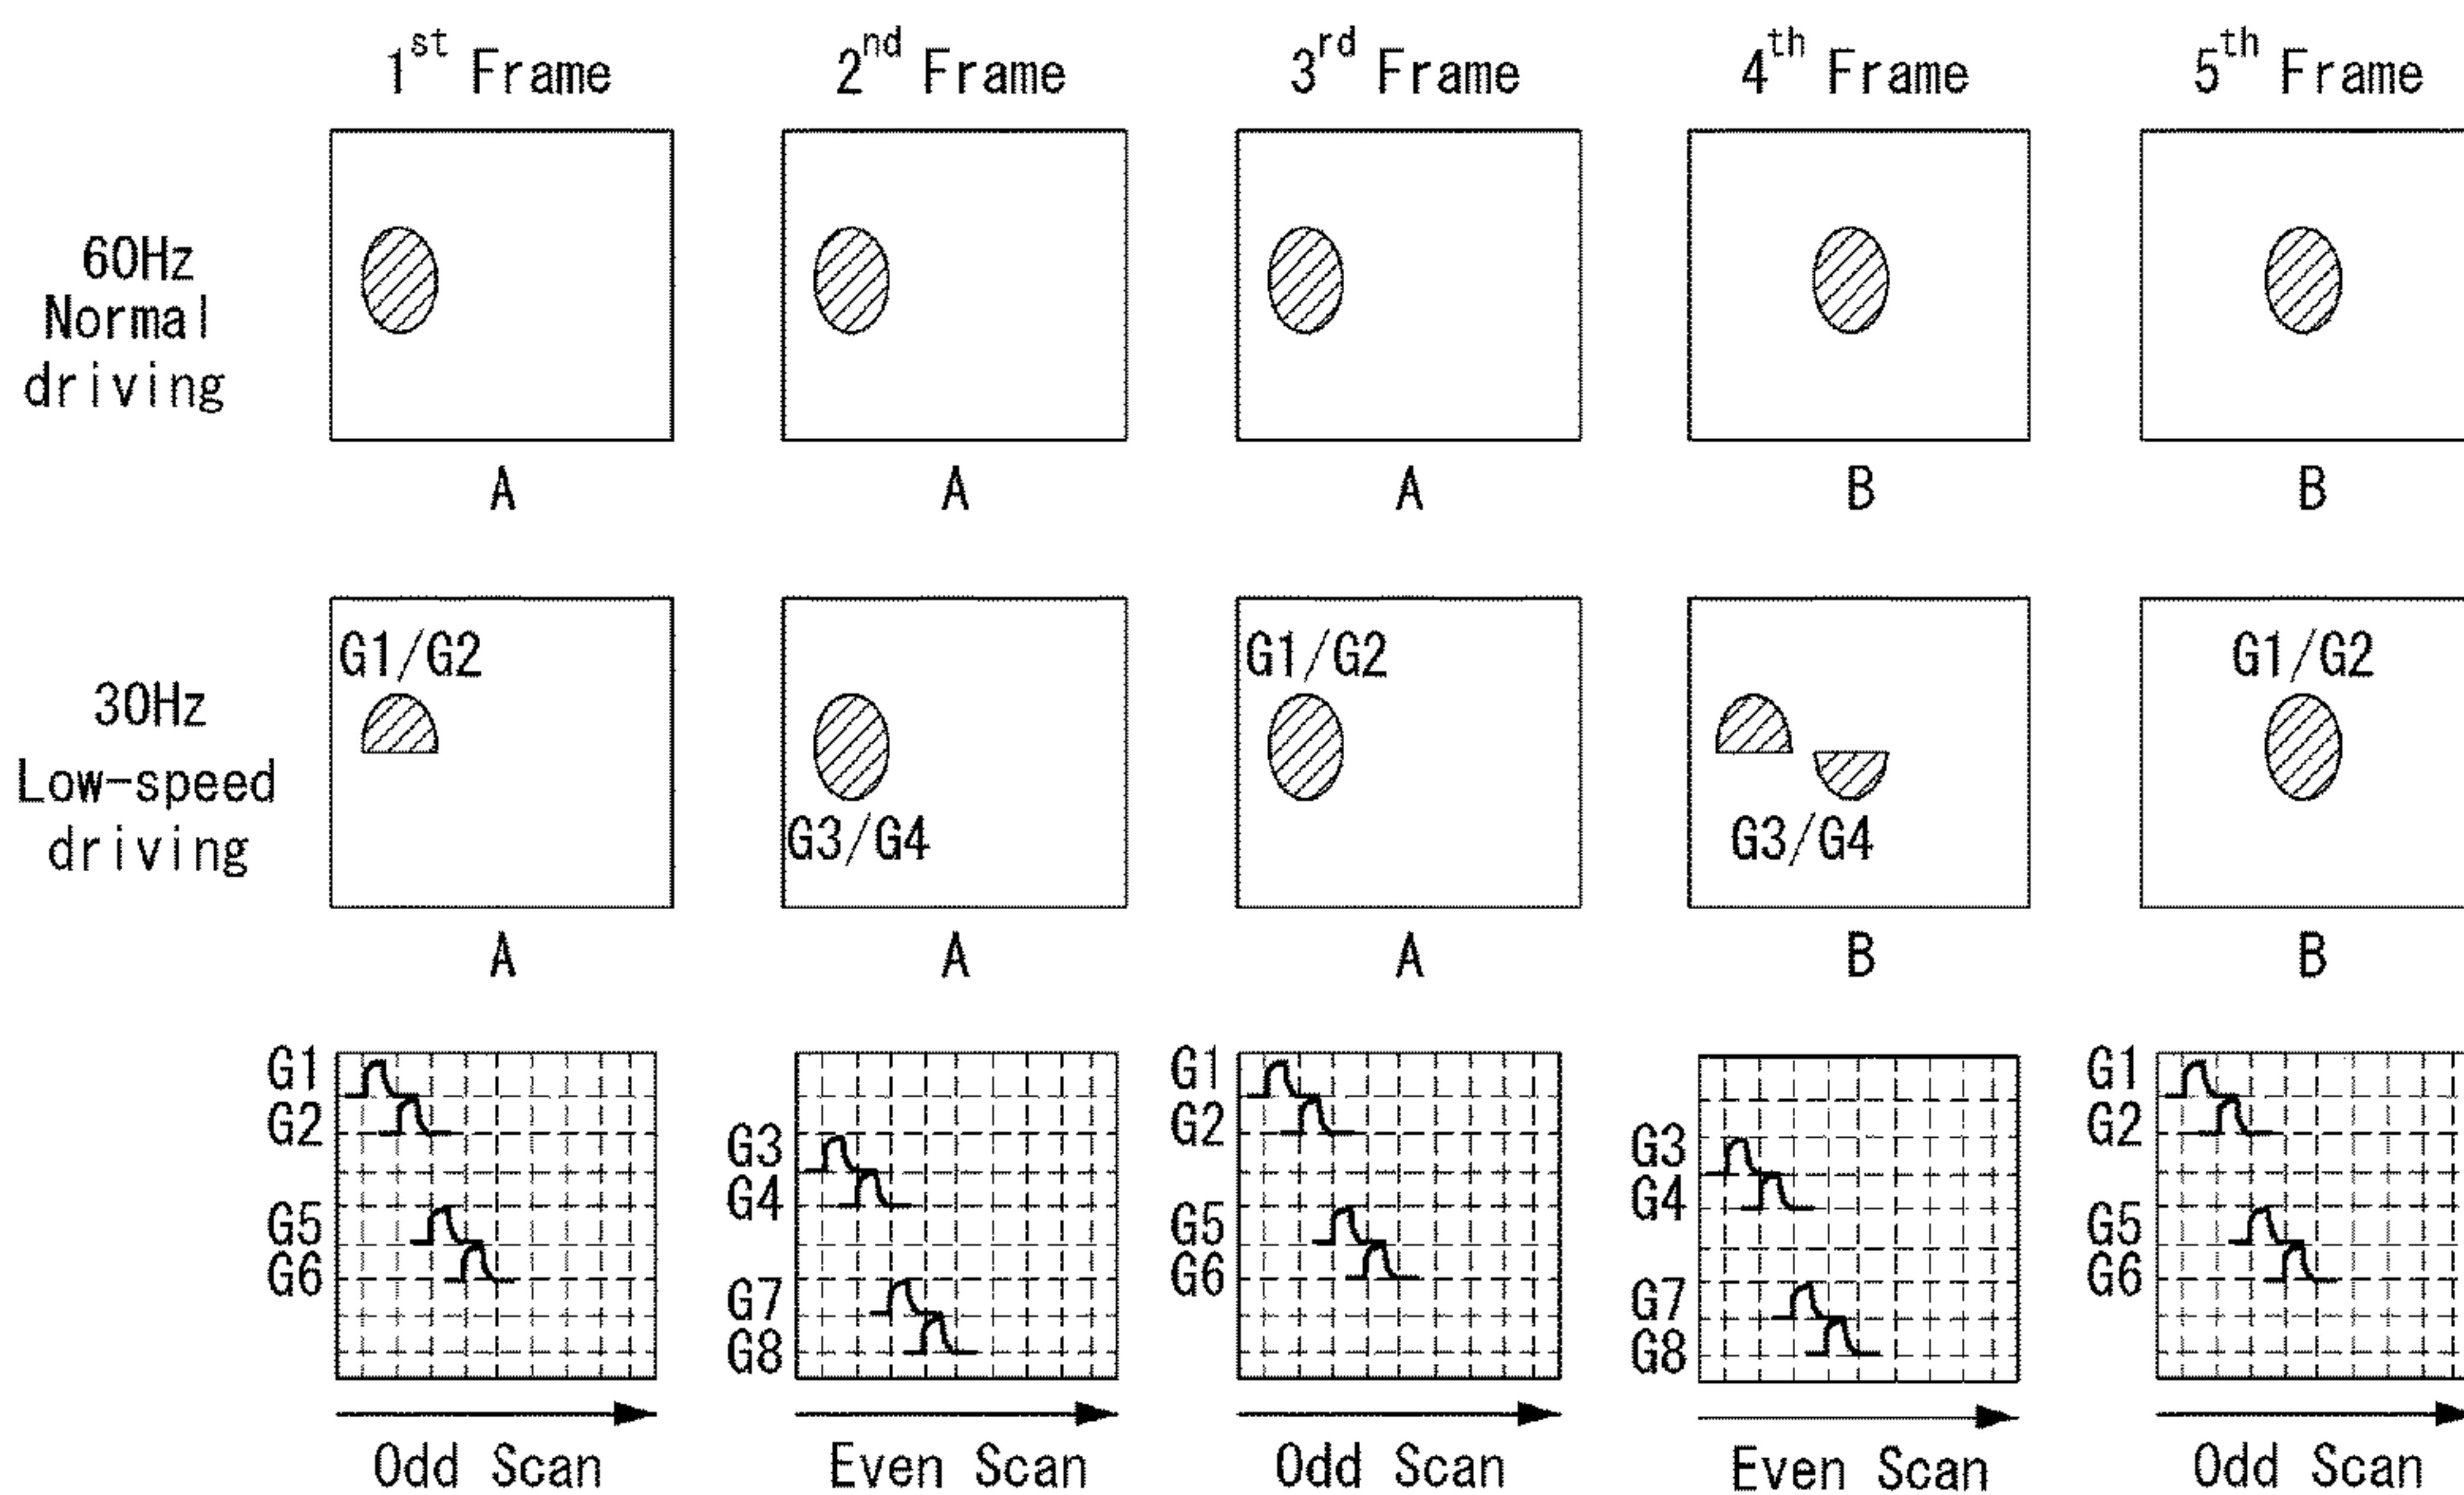 1st Frame
2nd Frame
3rd Frame
4th Frame
5th Frame
60Hz
Normal
driving
A
A
A
B
B
30Hz
Low-speed
driving
G1/G2
G3/G4
G1/G2
G3/G4
G1/G2
A
A
A
B
B
G1
G2
G5
G6
G3
G4
G7
G8
G1
G2
G5
G6
G3
G4
G7
G8
G1
G2
G5
G6
Odd Scan
Even Scan
Odd Scan
Even Scan
Odd Scan